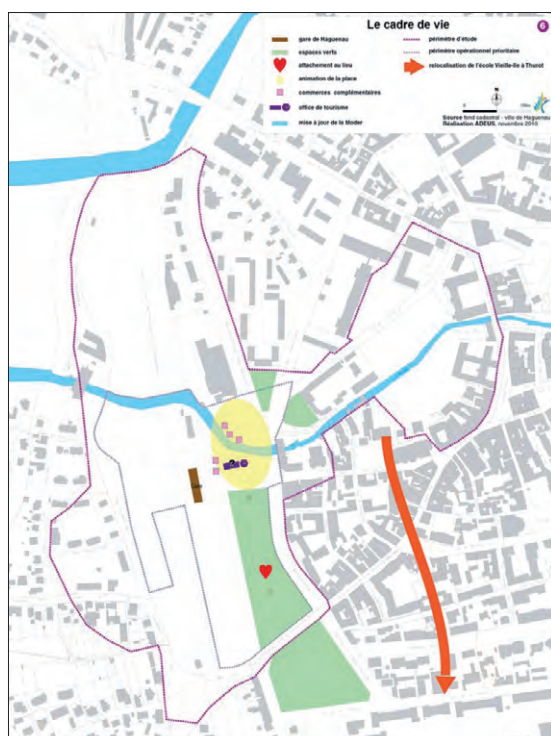 Le cadre de vie
6
gare de Haguenau
espaces verts
attachement au lieu
animation de la place
commerces complémentaires
office de tourisme
mise à jour de la Moder
périmètre d'étude
périmètre opérationnel prioritaire
relocalisation de l'école Vieille-Ile à Thurot
Source fond cadastral - ville de Haguenau
Réalisation ADEUS, novembre 2010